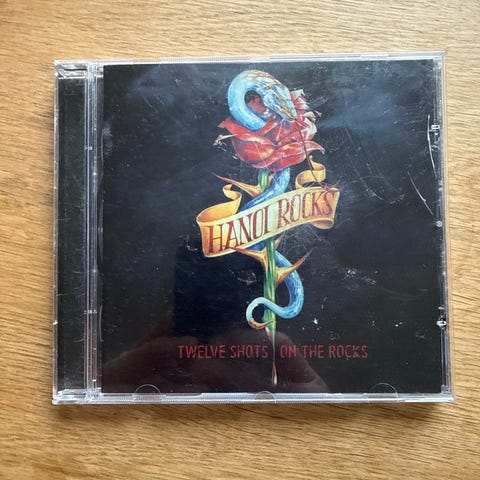 HANOI ROCKS
TWELVE SHOTS ON THE ROCKS